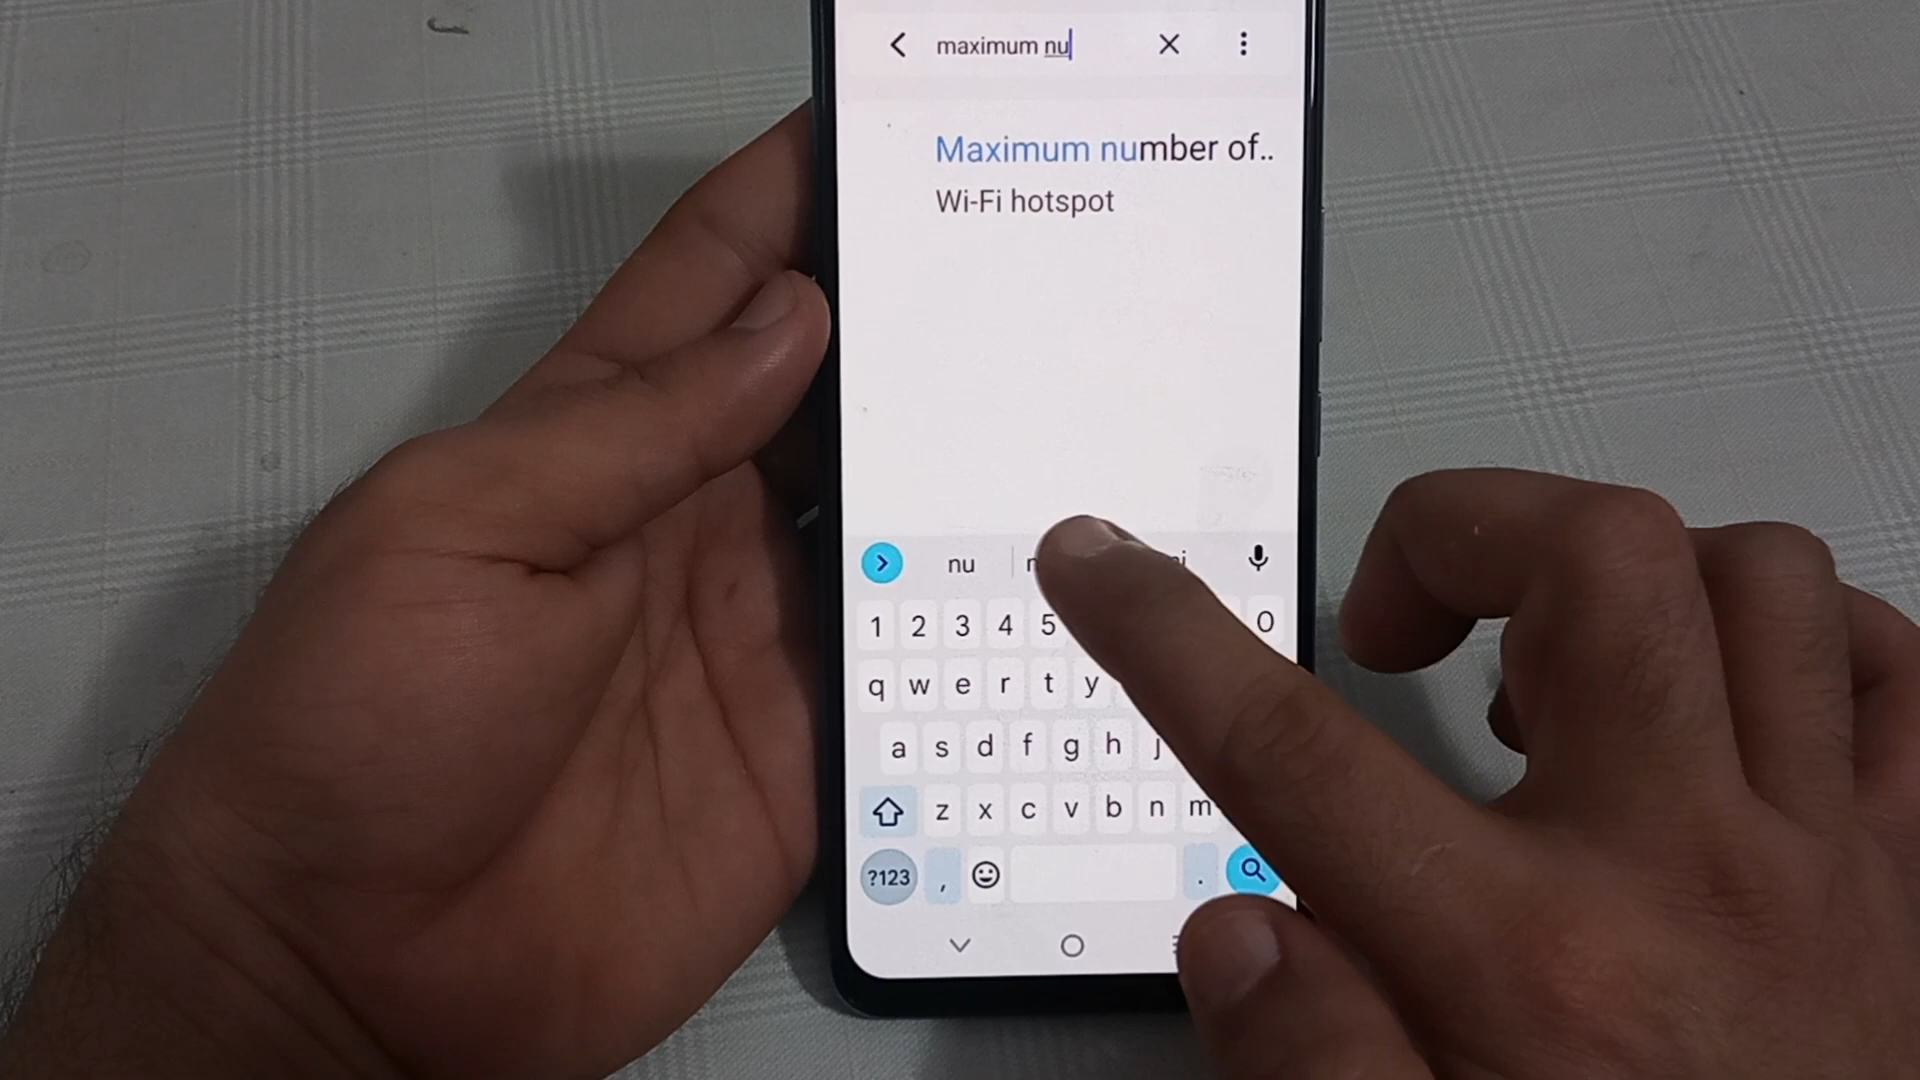 maximum nu
Maximum number of..
Wi-Fi hotspot
nu
1 2 3 4 5 0
q w e r t y
a s d f g h j
z x c v b n m
?123 , .